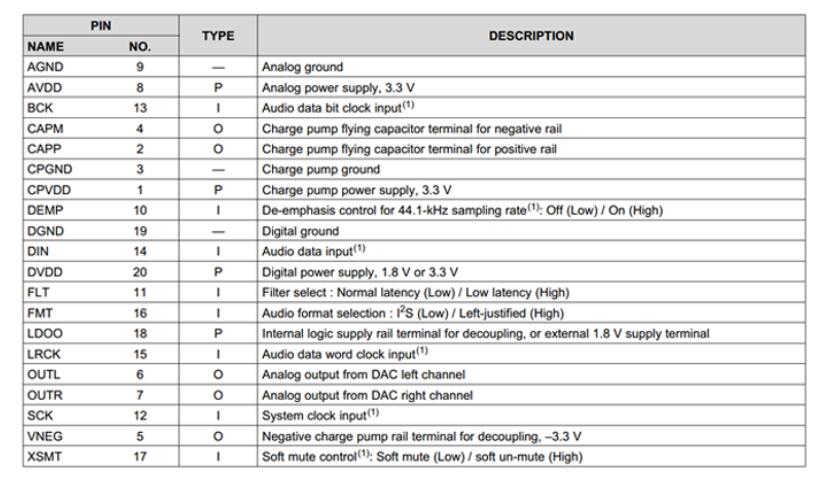 PIN TYPE DESCRIPTION
NAME NO.
AGND 9 — Analog ground
AVDD 8 P Analog power supply, 3.3 V
BCK 13 I Audio data bit clock input(1)
CAPM 4 O Charge pump flying capacitor terminal for negative rail
CAPP 2 O Charge pump flying capacitor terminal for positive rail
CPGND 3 — Charge pump ground
CPVDD 1 P Charge pump power supply, 3.3 V
DEMP 10 I De-emphasis control for 44.1-kHz sampling rate(1): Off (Low) / On (High)
DGND 19 — Digital ground
DIN 14 I Audio data input(1)
DVDD 20 P Digital power supply, 1.8 V or 3.3 V
FLT 11 I Filter select : Normal latency (Low) / Low latency (High)
FMT 16 I Audio format selection : I2S (Low) / Left-justified (High)
LDOO 18 P Internal logic supply rail terminal for decoupling, or external 1.8 V supply terminal
LRCK 15 I Audio data word clock input(1)
OUTL 6 O Analog output from DAC left channel
OUTR 7 O Analog output from DAC right channel
SCK 12 I System clock input(1)
VNEG 5 O Negative charge pump rail terminal for decoupling, –3.3 V
XSMT 17 I Soft mute control(1): Soft mute (Low) / soft un-mute (High)